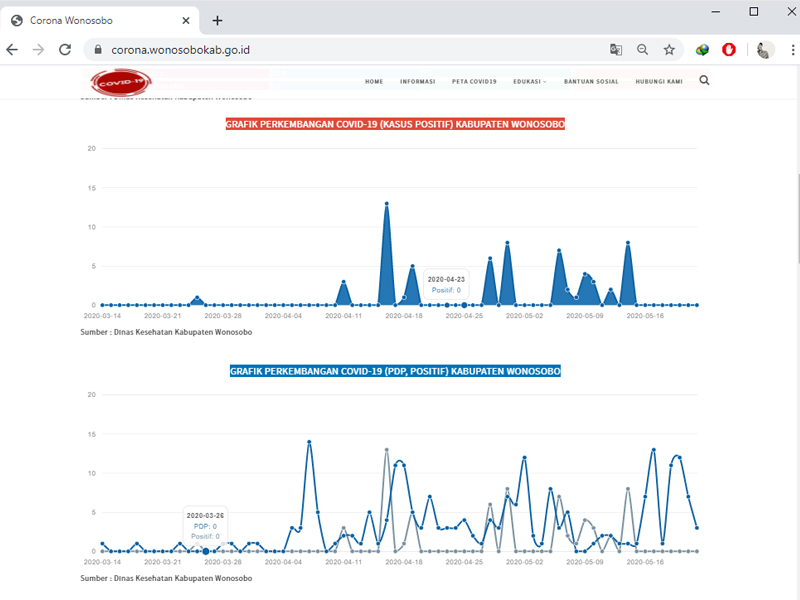 Corona Wonosobo
corona.wonosobokab.go.id
COVID-19
HOME INFORMASI PETA COVID19 EDUKASI BANTUAN SOSIAL HUBUNGI KAMI
Sumber : Dinas Kesehatan Kabupaten Wonosobo
GRAFIK PERKEMBANGAN COVID-19 (KASUS POSITIF) KABUPATEN WONOSOBO
20
15
10
5
0
2020-04-23
Positif: 0
2020-03-14 2020-03-21 2020-03-28 2020-04-04 2020-04-11 2020-04-18 2020-04-25 2020-05-02 2020-05-09 2020-05-16
Sumber : Dinas Kesehatan Kabupaten Wonosobo
GRAFIK PERKEMBANGAN COVID-19 (PDP, POSITIF) KABUPATEN WONOSOBO
20
15
10
5
0
2020-03-26
PDP: 0
Positif: 0
2020-03-14 2020-03-21 2020-03-28 2020-04-04 2020-04-11 2020-04-18 2020-04-25 2020-05-02 2020-05-09 2020-05-16
Sumber : Dinas Kesehatan Kabupaten Wonosobo